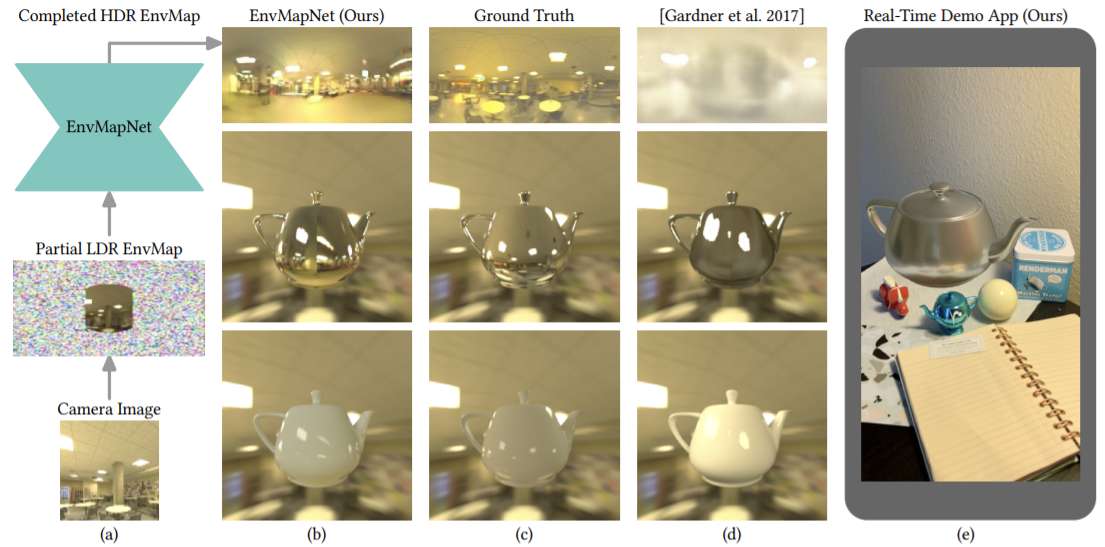 Completed HDR EnvMap
EnvMapNet (Ours)
Ground Truth
[Gardner et al. 2017]
Real-Time Demo App (Ours)
EnvMapNet
Partial LDR EnvMap
Camera Image
RENDERMAN
(a)
(b)
(c)
(d)
(e)